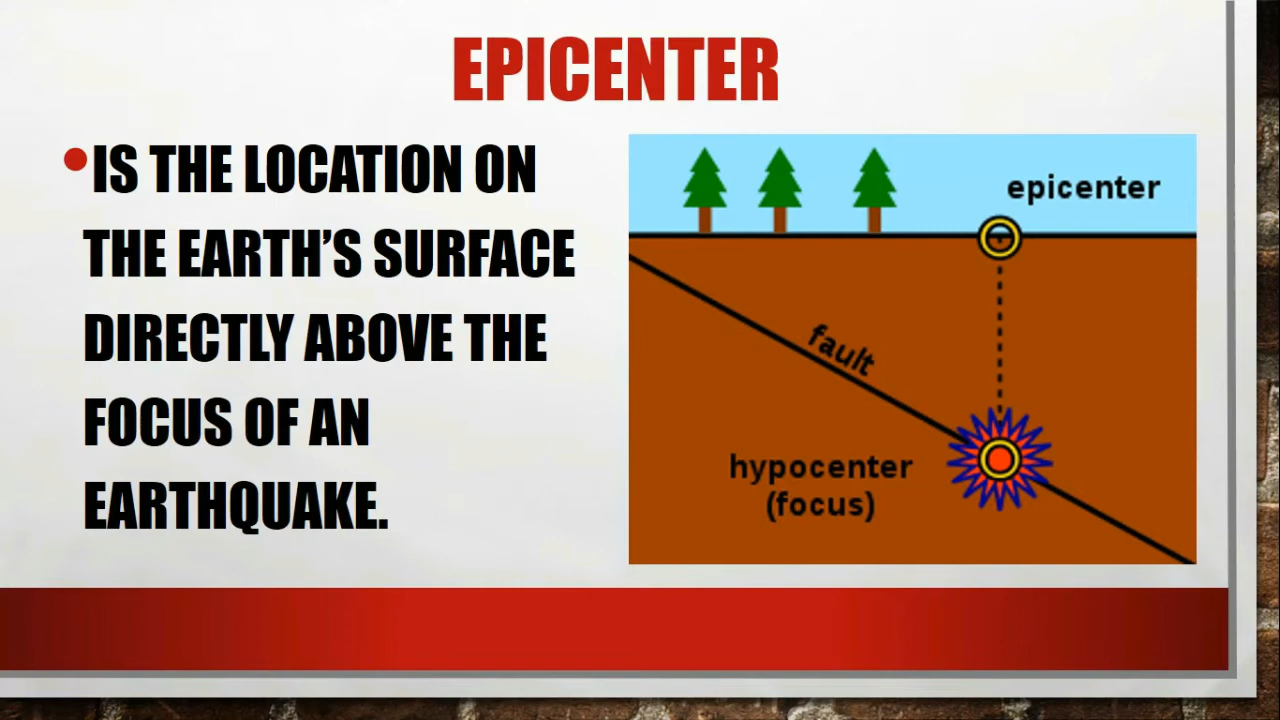 EPICENTER
•IS THE LOCATION ON
THE EARTH’S SURFACE
DIRECTLY ABOVE THE
FOCUS OF AN
EARTHQUAKE.
epicenter
fault
hypocenter
(focus)